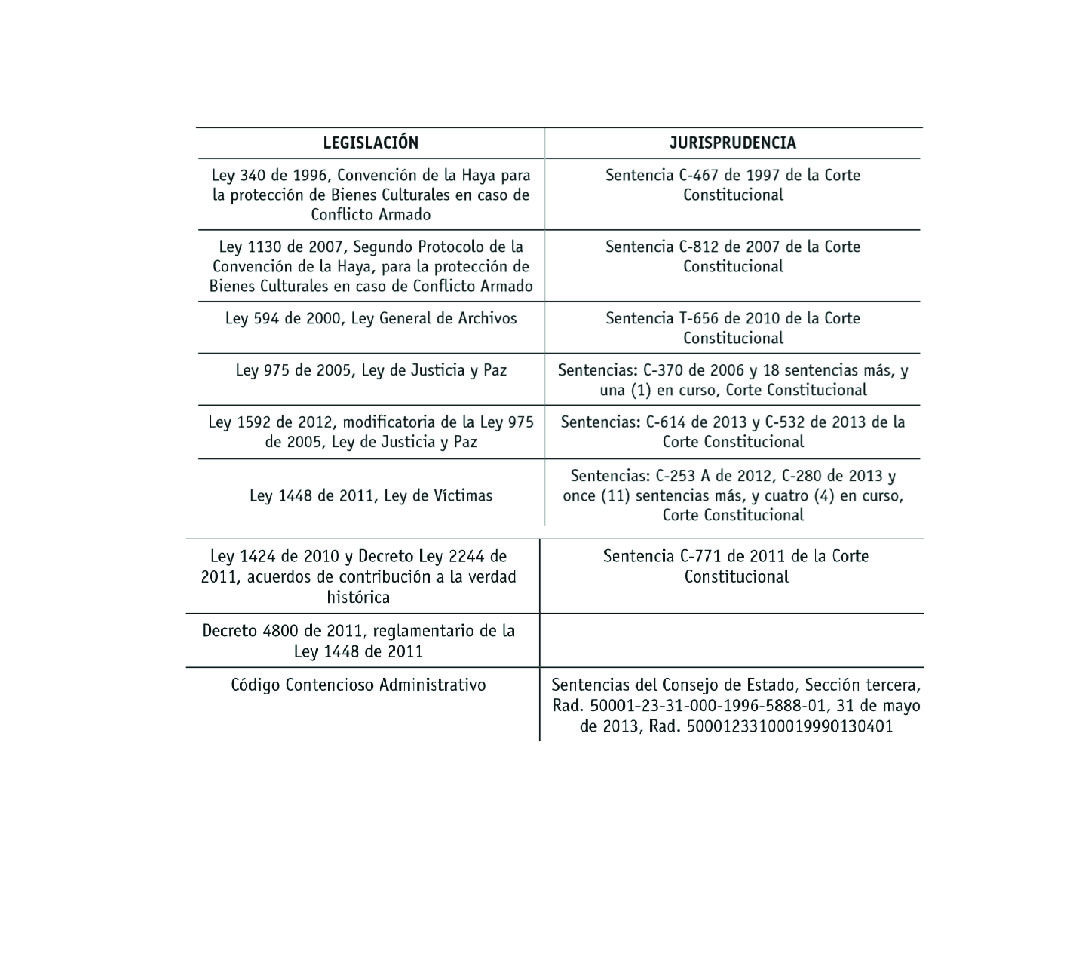 LEGISLACIÓN
JURISPRUDENCIA
Ley 340 de 1996, Convención de la Haya para
la protección de Bienes Culturales en caso de
Conflicto Armado
Sentencia C-467 de 1997 de la Corte
Constitucional
Ley 1130 de 2007, Segundo Protocolo de la
Convención de la Haya, para la protección de
Bienes Culturales en caso de Conflicto Armado
Sentencia C-812 de 2007 de la Corte
Constitucional
Ley 594 de 2000, Ley General de Archivos
Sentencia T-656 de 2010 de la Corte
Constitucional
Ley 975 de 2005, Ley de Justicia y Paz
Sentencias: C-370 de 2006 y 18 sentencias más, y
una (1) en curso, Corte Constitucional
Ley 1592 de 2012, modificatoria de la Ley 975
de 2005, Ley de Justicia y Paz
Sentencias: C-614 de 2013 y C-532 de 2013 de la
Corte Constitucional
Ley 1448 de 2011, Ley de Víctimas
Sentencias: C-253 A de 2012, C-280 de 2013 y
once (11) sentencias más, y cuatro (4) en curso,
Corte Constitucional
Ley 1424 de 2010 y Decreto Ley 2244 de
2011, acuerdos de contribución a la verdad
histórica
Sentencia C-771 de 2011 de la Corte
Constitucional
Decreto 4800 de 2011, reglamentario de la
Ley 1448 de 2011
Código Contencioso Administrativo
Sentencias del Consejo de Estado, Sección tercera,
Rad. 50001-23-31-000-1996-5888-01, 31 de mayo
de 2013, Rad. 50001233100019990130401